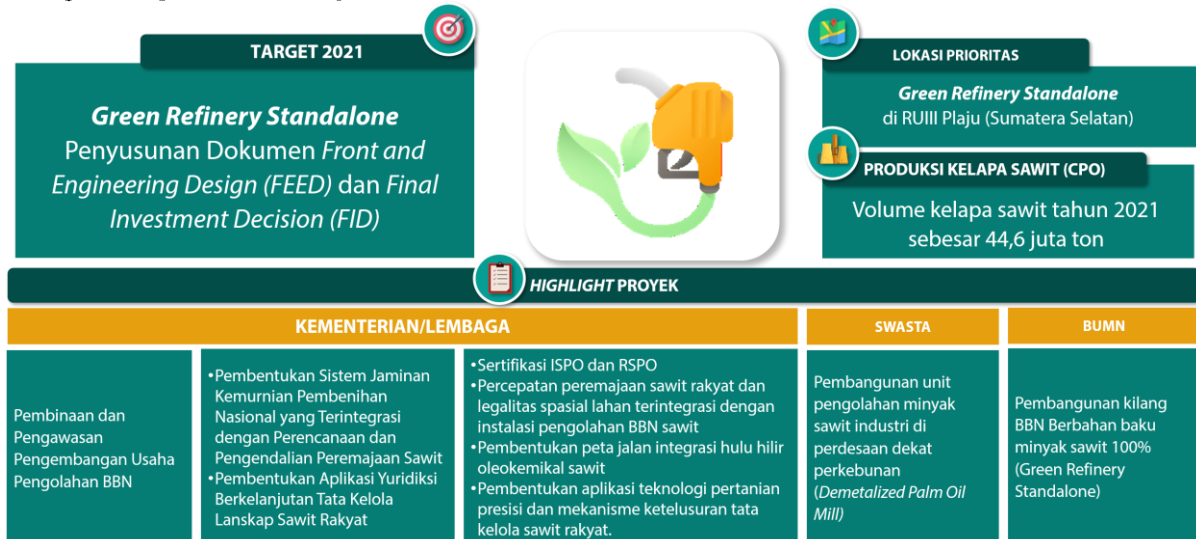 TARGET 2021
Green Refinery Standalone
Penyusunan Dokumen Front and
Engineering Design (FEED) dan Final
Investment Decision (FID)
LOKASI PRIORITAS
Green Refinery Standalone
di RUIII Plaju (Sumatera Selatan)
PRODUKSI KELAPA SAWIT (CPO)
Volume kelapa sawit tahun 2021
sebesar 44,6 juta ton
HIGHLIGHT PROYEK
KEMENTERIAN/LEMBAGA
Pembinaan dan
Pengawasan
Pengembangan Usaha
Pengolahan BBN
•Pembentukan Sistem Jaminan
Kemurnian Pembenihan
Nasional yang Terintegrasi
dengan Perencanaan dan
Pengendalian Peremajaan Sawit
•Pembentukan Aplikasi Yuridiksi
Berkelanjutan Tata Kelola
Lanskap Sawit Rakyat
•Sertifikasi ISPO dan RSPO
•Percepatan peremajaan sawit rakyat dan
legalitas spasial lahan terintegrasi dengan
instalasi pengolahan BBN sawit
•Pembentukan peta jalan integrasi hulu hilir
oleokemikal sawit
•Pembentukan aplikasi teknologi pertanian
presisi dan mekanisme ketelusuran tata
kelola sawit rakyat.
SWASTA
Pembangunan unit
pengolahan minyak
sawit industri di
perdesaan dekat
perkebunan
(Demetalized Palm Oil
Mill)
BUMN
Pembangunan kilang
BBN Berbahan baku
minyak sawit 100%
(Green Refinery
Standalone)